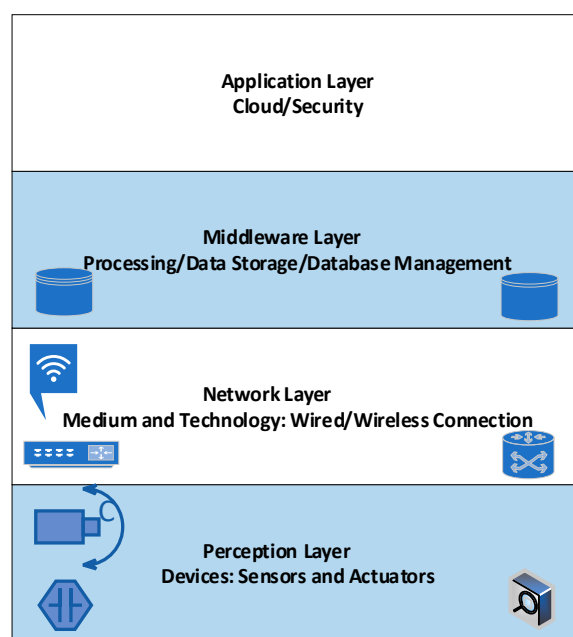 Application Layer
Cloud/Security
Middleware Layer
Processing/Data Storage/Database Management
Network Layer
Medium and Technology: Wired/Wireless Connection
Perception Layer
Devices: Sensors and Actuators